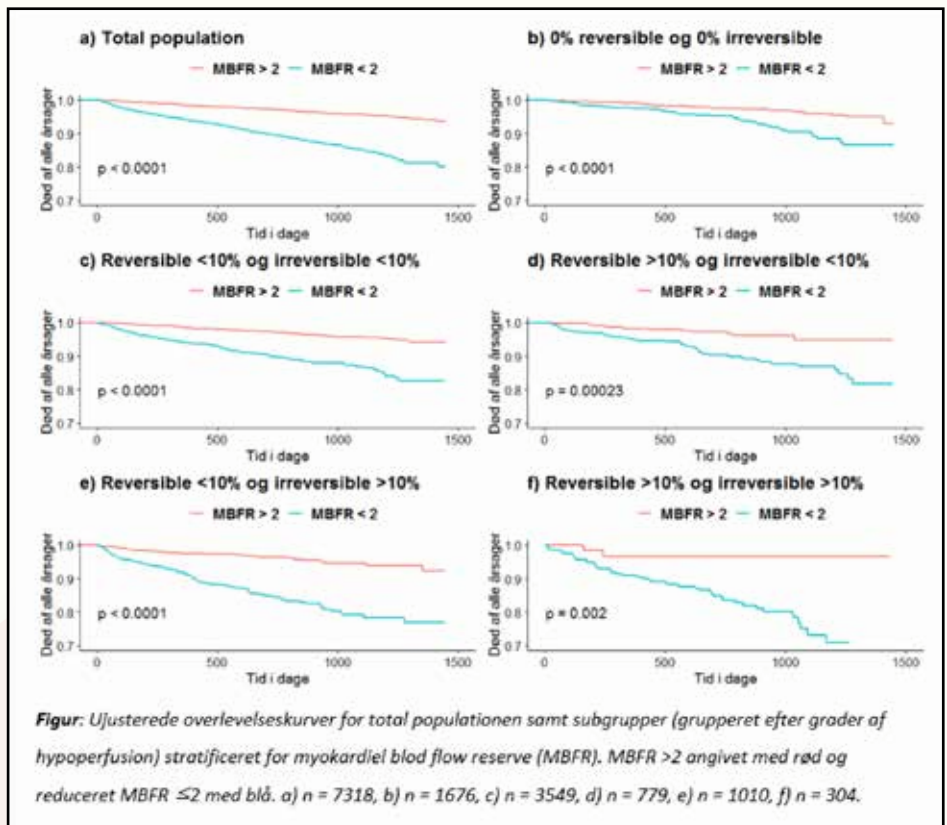 a) Total population
MBFR > 2 MBFR < 2
Død af alle årsager
1.0
0.9
0.8
0.7
p < 0.0001
0 500 1000 1500
Tid i dage
b) 0% reversible og 0% irreversible
MBFR > 2 MBFR < 2
Død af alle årsager
1.0
0.9
0.8
0.7
p < 0.0001
0 500 1000 1500
Tid i dage
c) Reversible <10% og irreversible <10%
MBFR > 2 MBFR < 2
Død af alle årsager
1.0
0.9
0.8
0.7
p < 0.0001
0 500 1000 1500
Tid i dage
d) Reversible >10% og irreversible <10%
MBFR > 2 MBFR < 2
Død af alle årsager
1.0
0.9
0.8
0.7
p = 0.00023
0 500 1000 1500
Tid i dage
e) Reversible <10% og irreversible >10%
MBFR > 2 MBFR < 2
Død af alle årsager
1.0
0.9
0.8
0.7
p < 0.0001
0 500 1000 1500
Tid i dage
f) Reversible >10% og irreversible >10%
MBFR > 2 MBFR < 2
Død af alle årsager
1.0
0.9
0.8
0.7
p = 0.002
0 500 1000 1500
Tid i dage
Figur: Ujusterede overlevelseskurver for total populationen samt subgrupper (grupperet efter grader af
hypoperfusion) stratificeret for myokardiel blod flow reserve (MBFR). MBFR >2 angivet med rød og
reduceret MBFR ≤2 med blå. a) n = 7318, b) n = 1676, c) n = 3549, d) n = 779, e) n = 1010, f) n = 304.